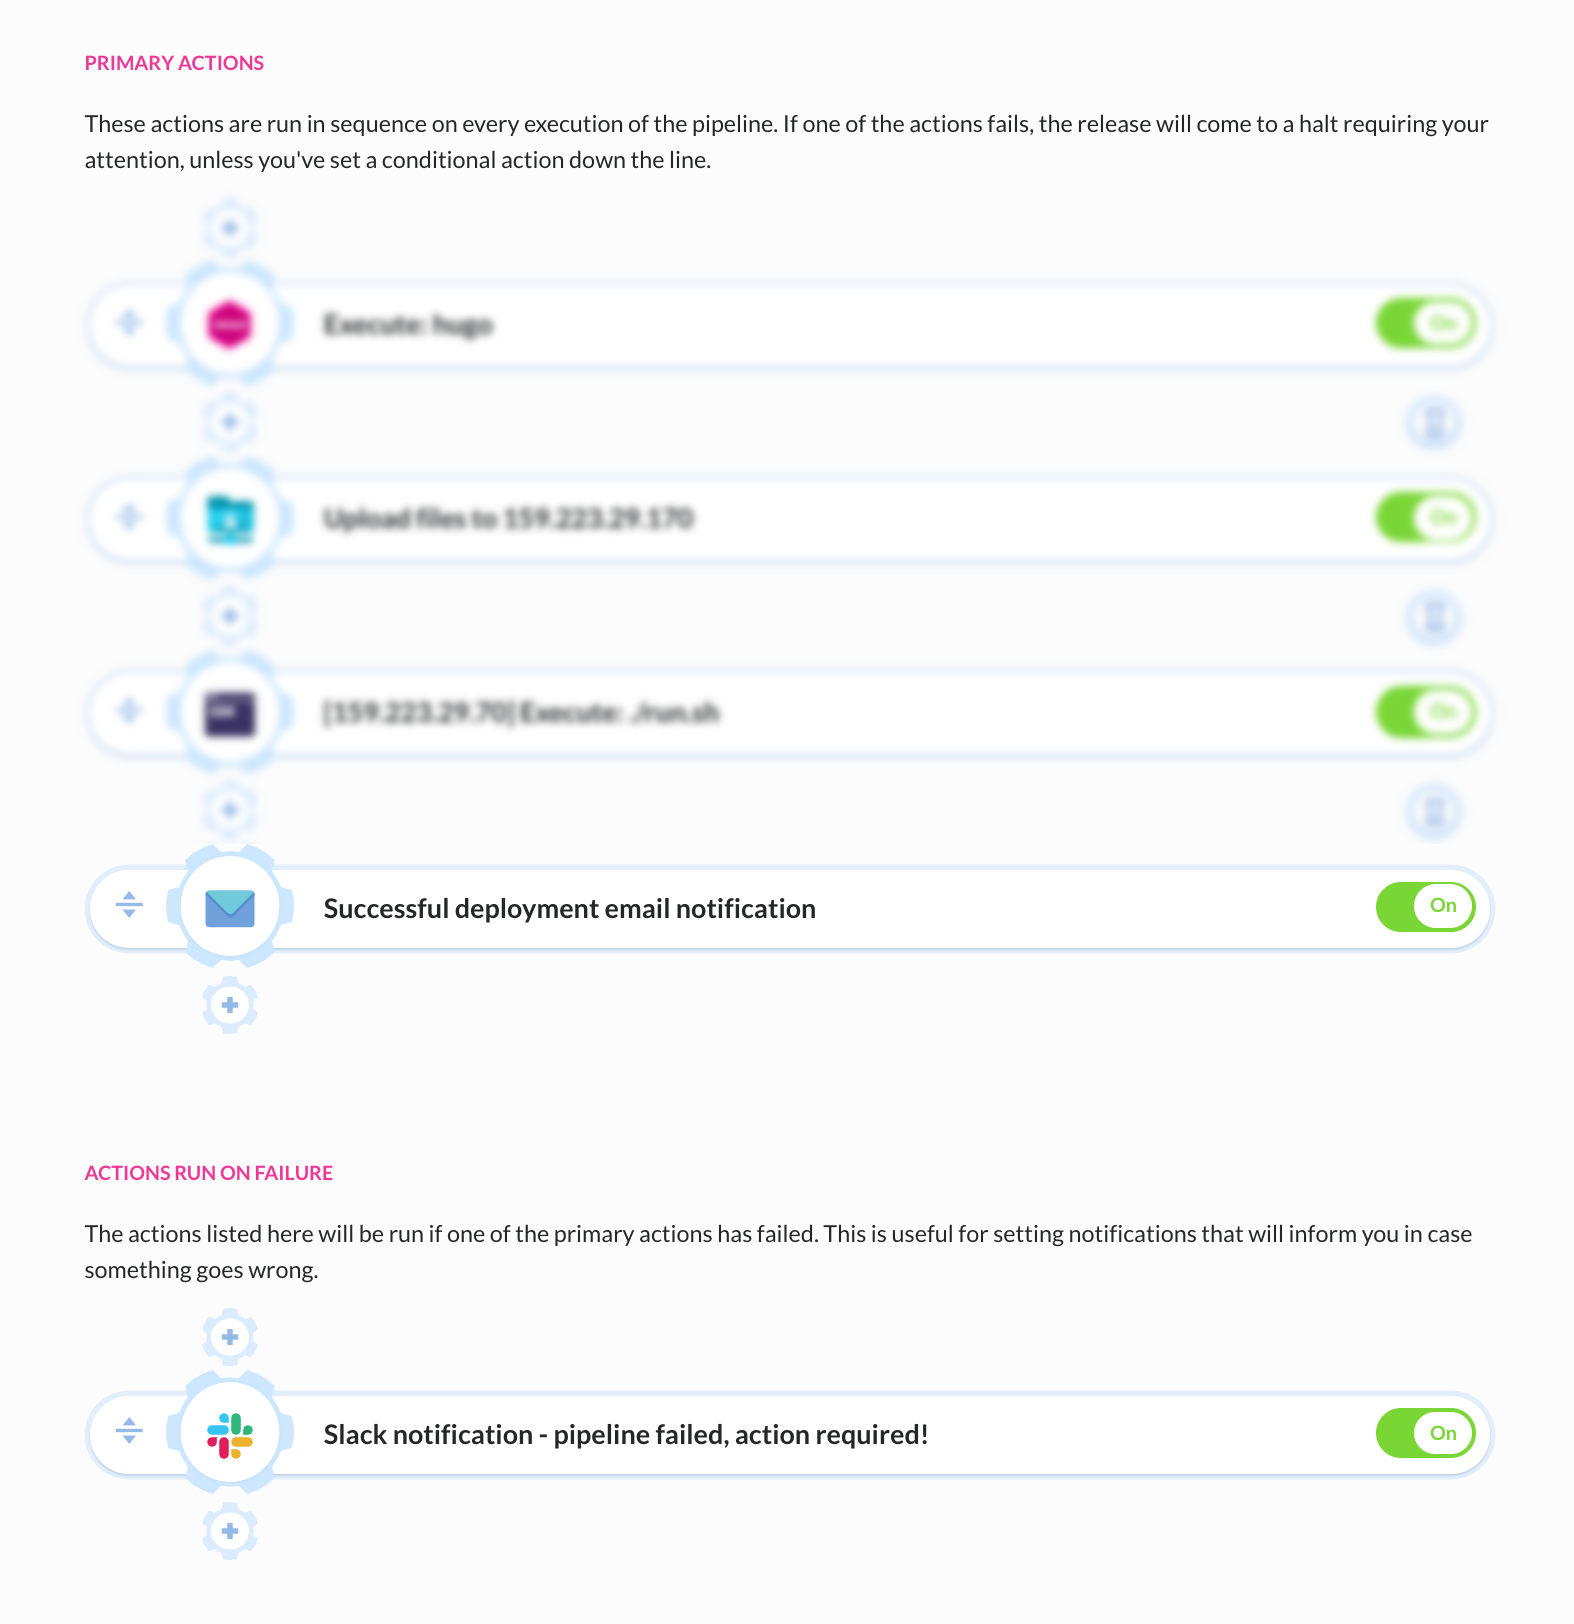 PRIMARY ACTIONS
These actions are run in sequence on every execution of the pipeline. If one of the actions fails, the release will come to a halt requiring your
attention, unless you've set a conditional action down the line.
Execute: hugo
On
Upload files to 159.223.29.170
On
[159.223.29.70] Execute: ./run.sh
On
Successful deployment email notification
On
ACTIONS RUN ON FAILURE
The actions listed here will be run if one of the primary actions has failed. This is useful for setting notifications that will inform you in case
something goes wrong.
Slack notification - pipeline failed, action required!
On